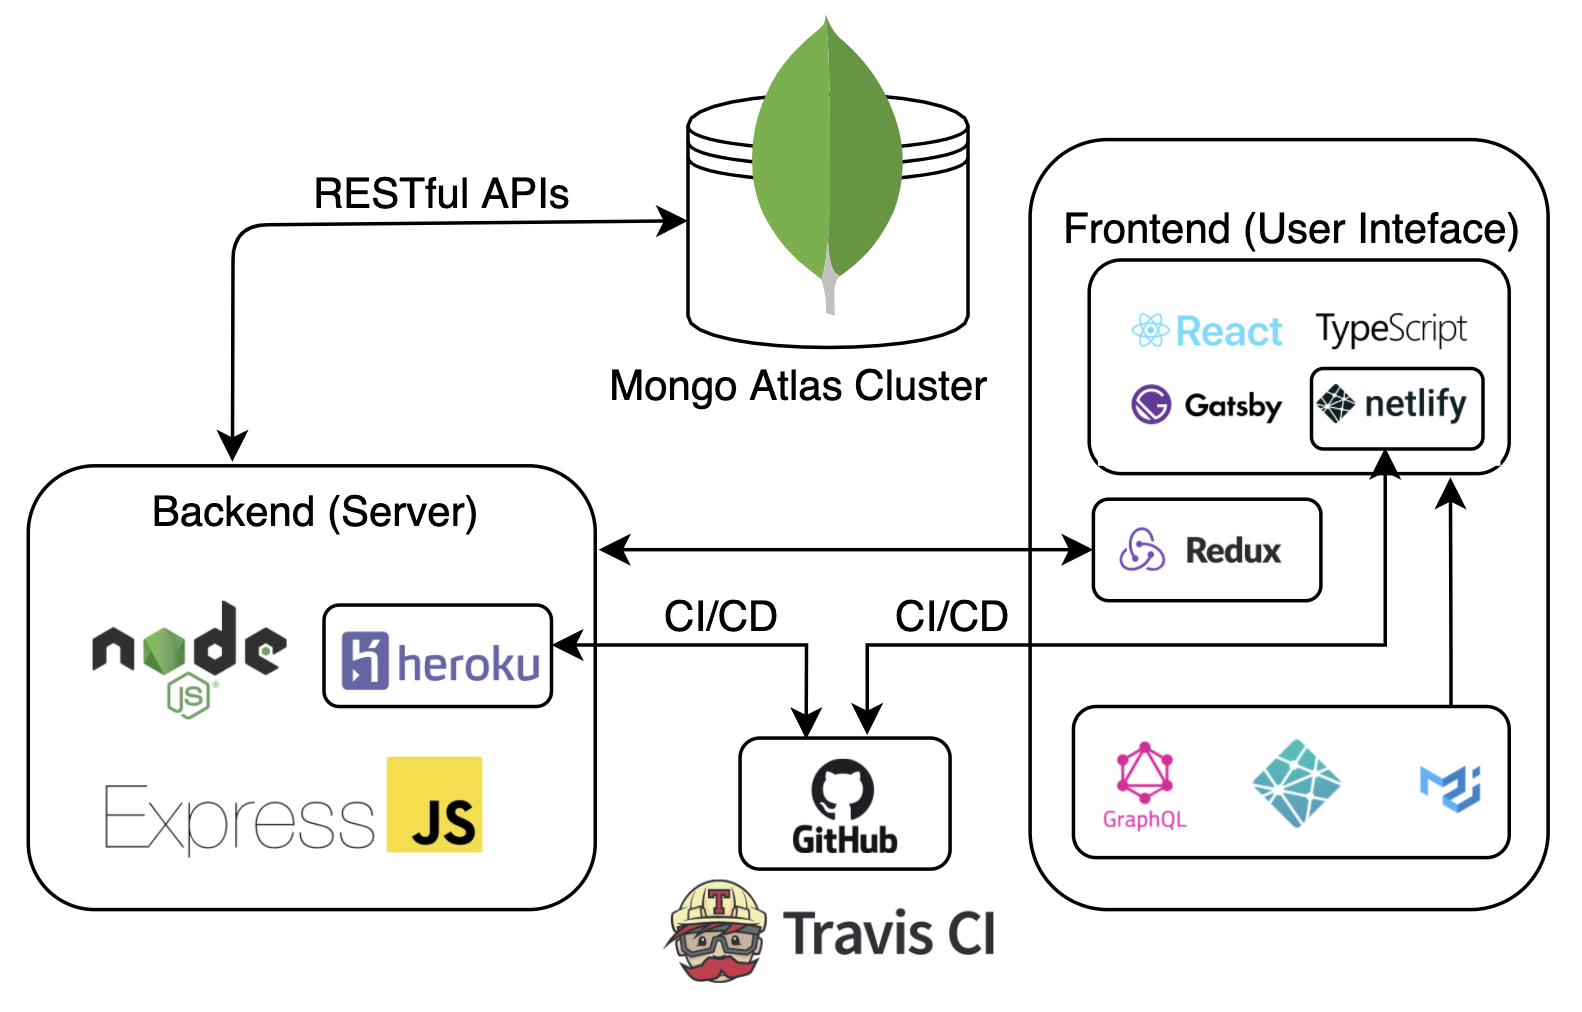 RESTful APIs
Mongo Atlas Cluster
Frontend (User Inteface)
React
TypeScript
Gatsby
netlify
Backend (Server)
Redux
CI/CD
CI/CD
node
JS
heroku
Express
JS
GitHub
GraphQL
T
Travis CI